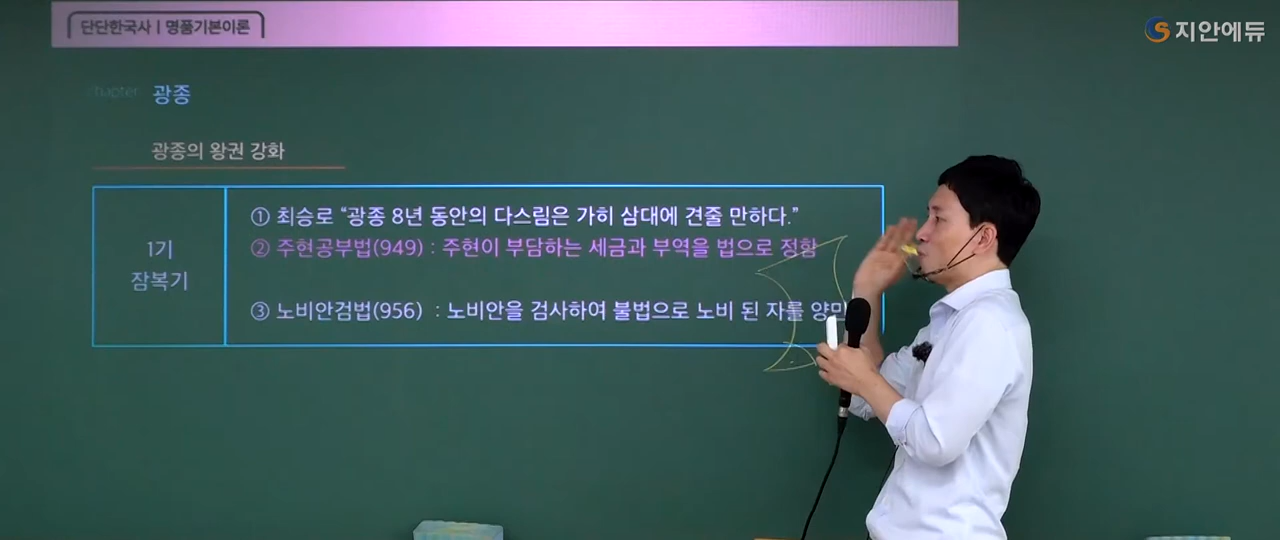 단단한국사 | 명품기본이론
지안에듀
chapter 광종
광종의 왕권 강화
1기
잠복기
① 최승로 “광종 8년 동안의 다스림은 가히 삼대에 견줄 만하다.”
② 주현공부법(949) : 주현이 부담하는 세금과 부역을 법으로 정함
③ 노비안검법(956) : 노비안을 검사하여 불법으로 노비 된 자를